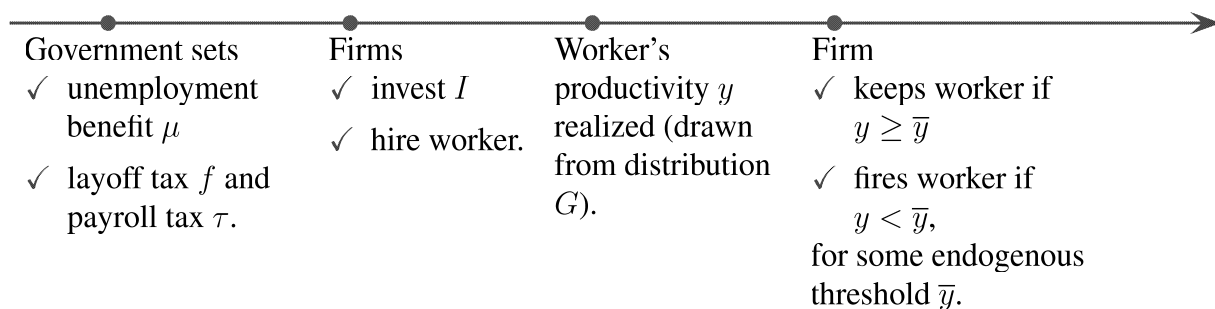 Government sets
✓ unemployment
benefit μ
✓ layoff tax f and
payroll tax τ.
Firms
✓ invest I
✓ hire worker.
Worker's
productivity y
realized (drawn
from distribution
G).
Firm
✓ keeps worker if
y ≥ y̅
✓ fires worker if
y < y̅,
for some endogenous
threshold y̅.